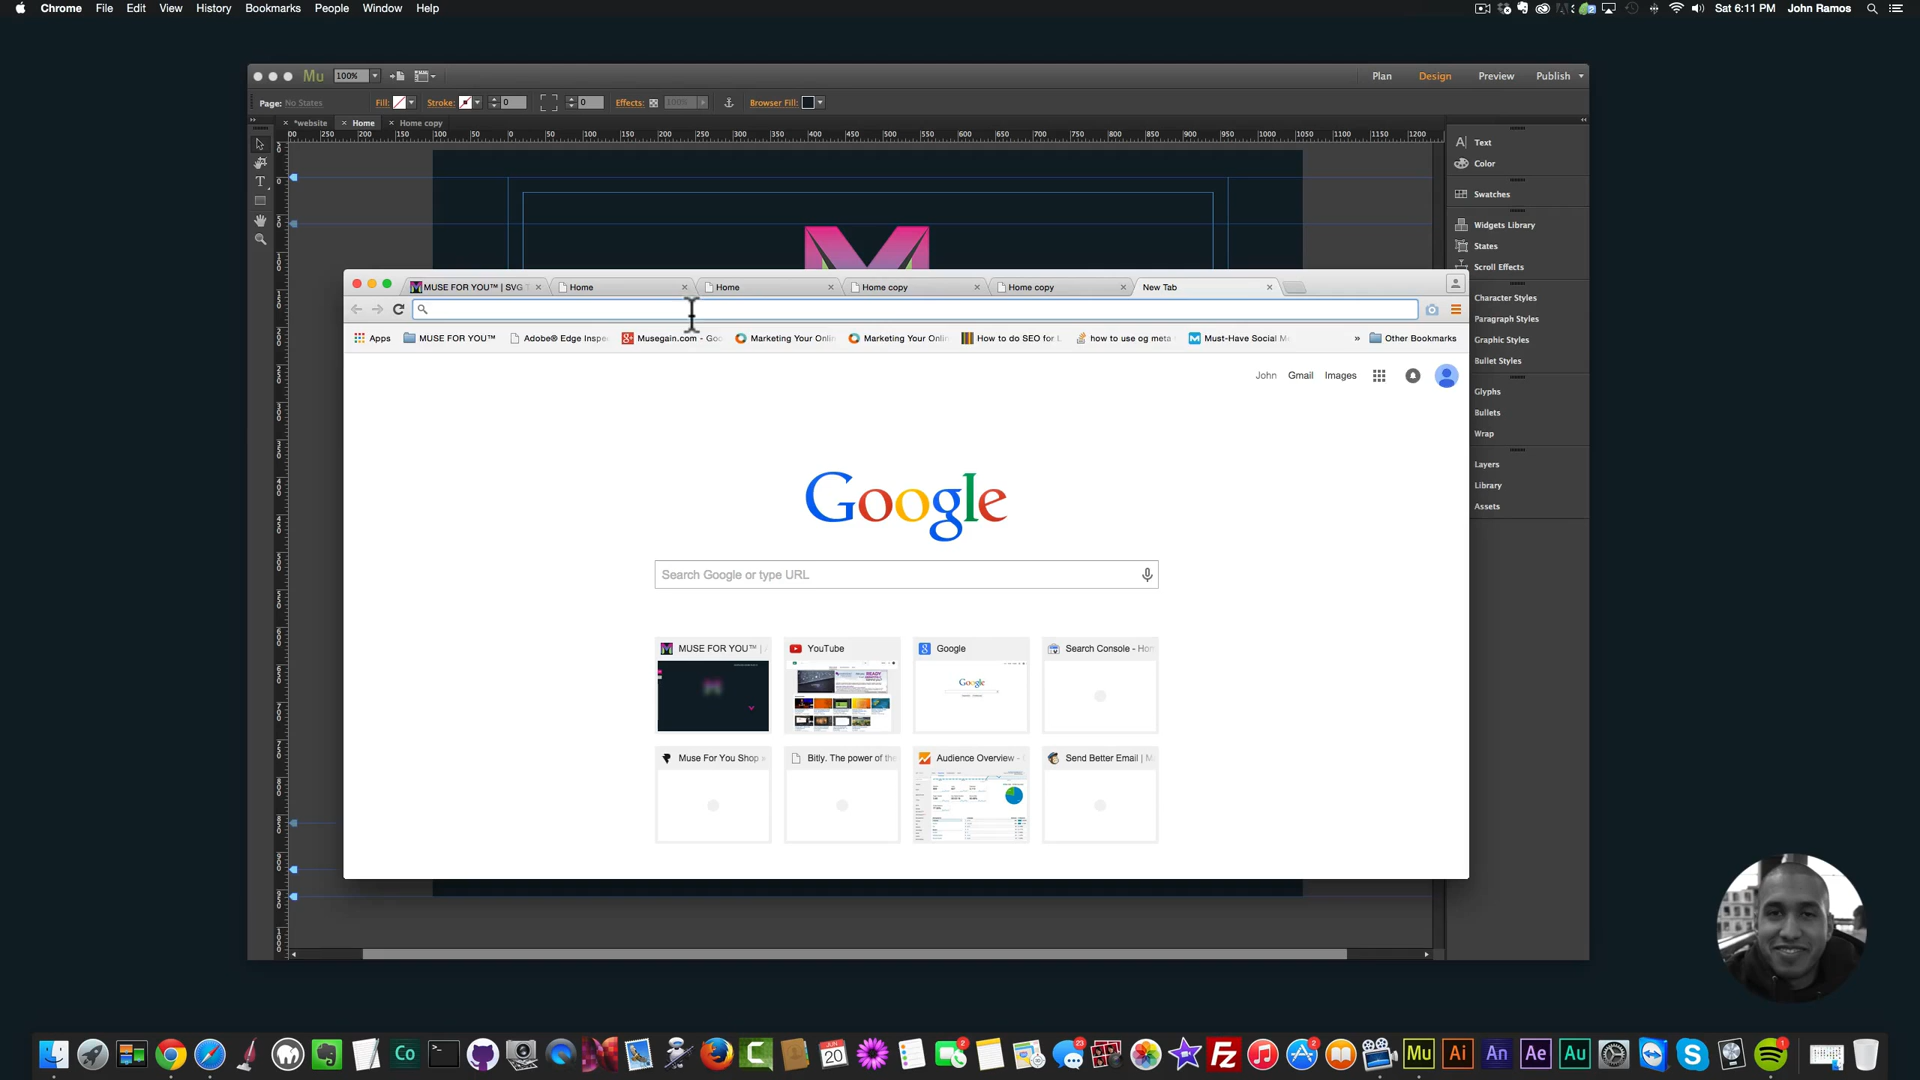 Chrome File Edit View History Bookmarks People Window Help Sat 6:11 PM John Ramos
Mu 100% Plan Design Preview Publish
Page: No States Fill: Stroke: 0 0 Effects: 100% Browser Fill:
*website Home Home copy
Text
Color
Swatches
Widgets Library
States
Scroll Effects
Character Styles
Paragraph Styles
Graphic Styles
Bullet Styles
Glyphs
Bullets
Wrap
Layers
Library
Assets
MUSE FOR YOU™ | SVG Home Home Home copy Home copy New Tab
Apps MUSE FOR YOU™ Adobe® Edge Inspe Musegain.com - Goo Marketing Your Onli Marketing Your Onli How to do SEO for how to use og meta Must-Have Social M » Other Bookmarks
John Gmail Images
Google
Search Google or type URL
MUSE FOR YOU™ | YouTube Google Search Console - Hom
Muse For You Shop Bitly. The power of the Audience Overview - Send Better Email | M
Co Mu Ai An Ae Au
JUN 20